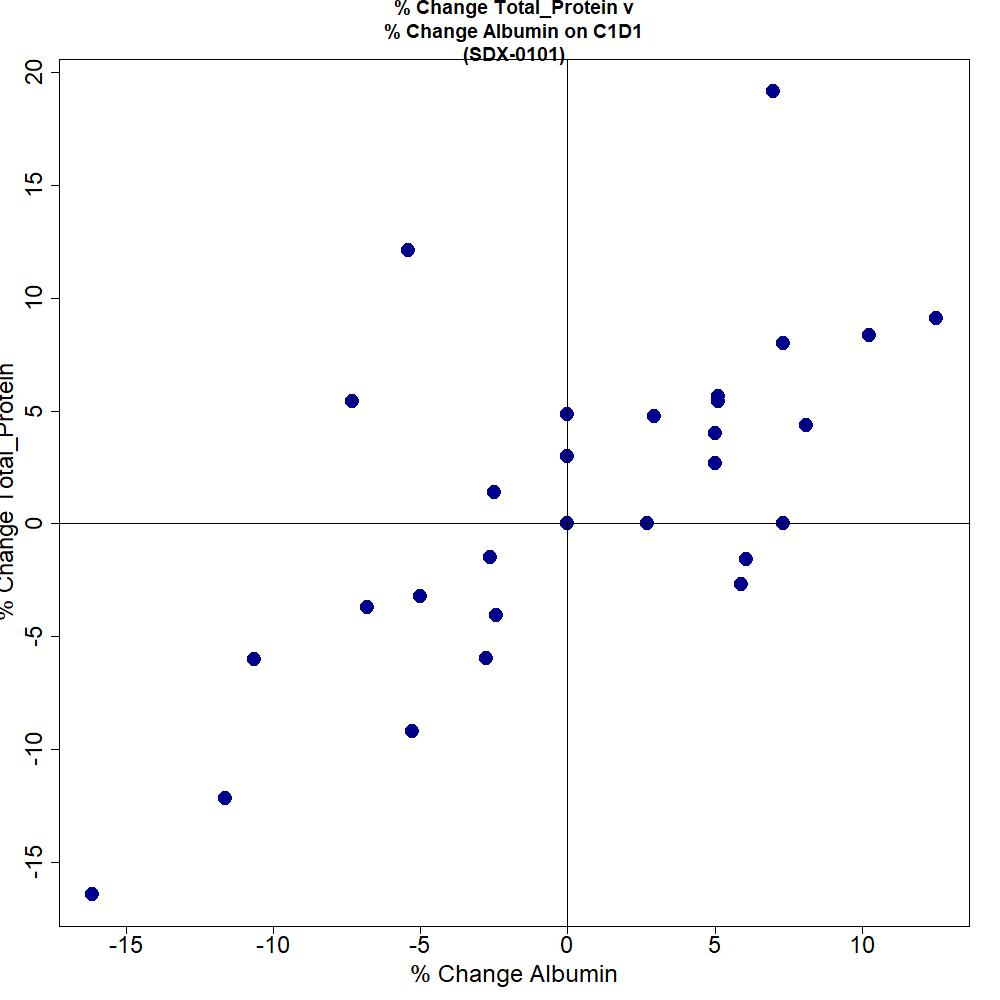 % Change Total_Protein v
% Change Albumin on C1D1
(SDX-0101)
20
15
10
5
0
-5
-10
-15
% Change Total_Protein
-15
-10
-5
0
5
10
% Change Albumin